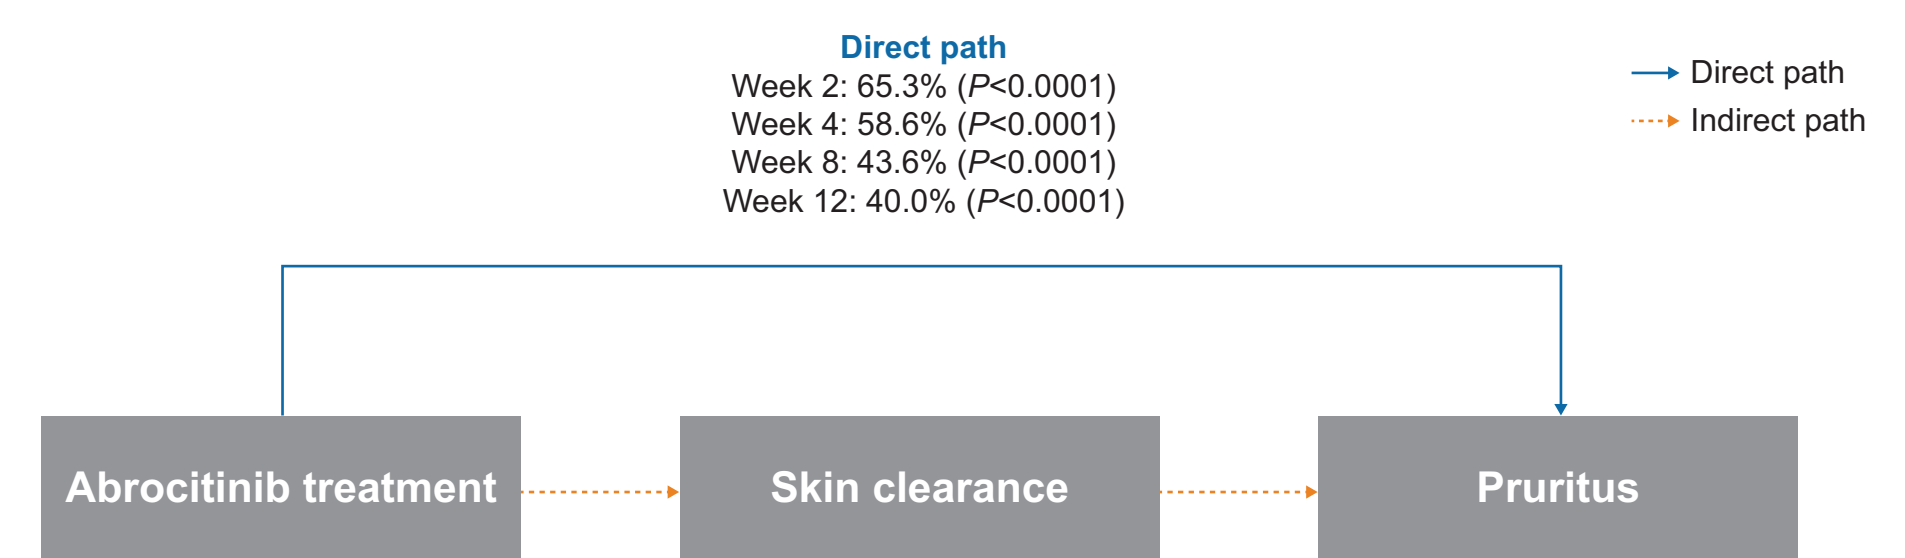 Direct path
Week 2: 65.3% (P<0.0001)
Week 4: 58.6% (P<0.0001)
Week 8: 43.6% (P<0.0001)
Week 12: 40.0% (P<0.0001)
Direct path
Indirect path
Abrocitinib treatment
Skin clearance
Pruritus